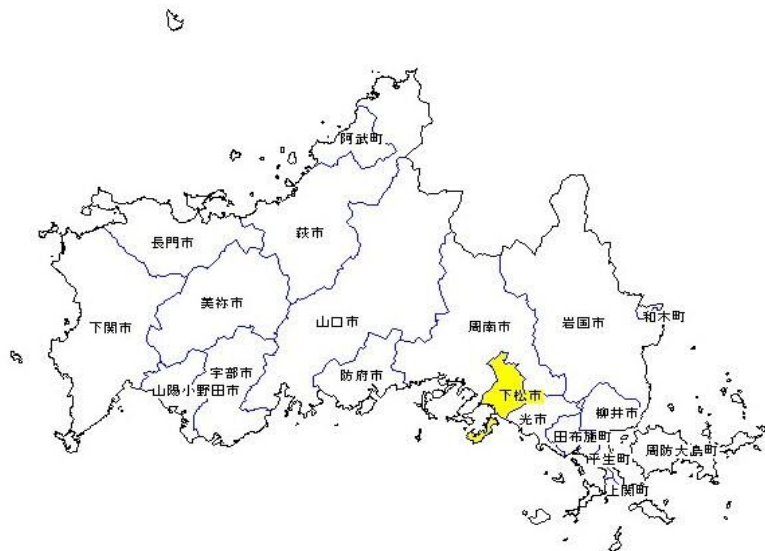 阿武町
萩市
長門市
美祢市
下関市
山口市
周南市
岩国市
和木町
宇部市
防府市
山陽小野田市
下松市
柳井市
光市
田布施町
周防大島町
平生町
上関町